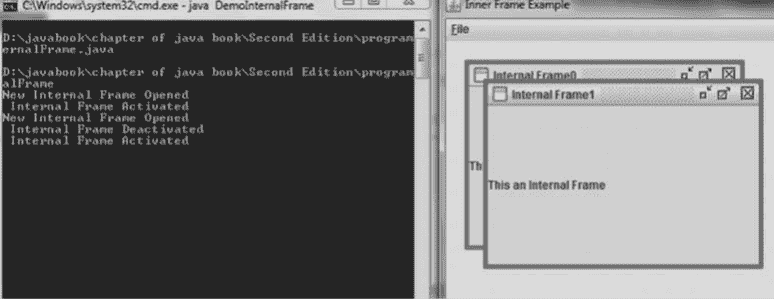 C:\Windows\system32\cmd.exe - java DemoInternalFrame
D:\javabook\chapter of java book\Second Edition\program
ernalFrame.java
D:\javabook\chapter of java book\Second Edition\program
alFrame
New Internal Frame Opened
Internal Frame Activated
New Internal Frame Opened
Internal Frame Deactivated
Internal Frame Activated
Inner Frame Example
File
Internal Frame0
Internal Frame1
Th
This an Internal Frame